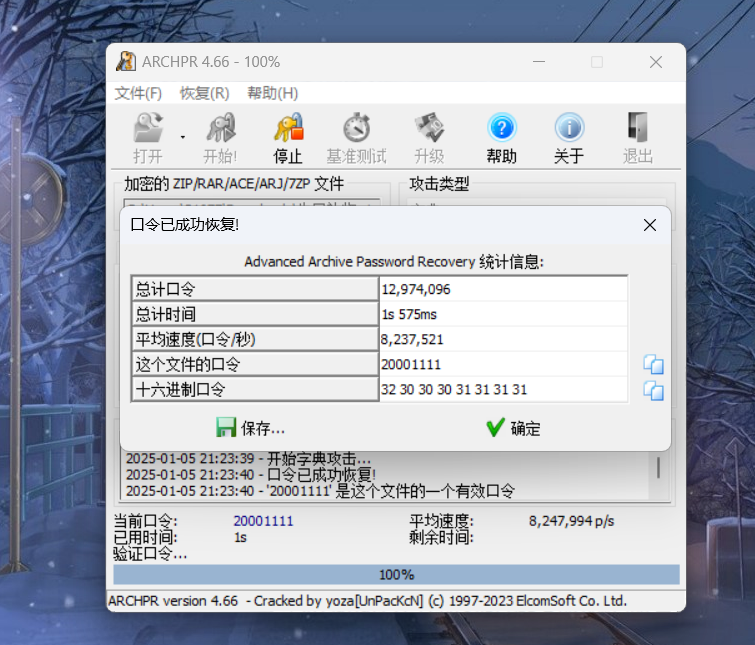 ARCHPR 4.66 - 100%
文件(F) 恢复(R) 帮助(H)
打开 开始! 停止 基准测试 升级 帮助 关于 退出
加密的 ZIP/RAR/ACE/ARJ/7ZP 文件 攻击类型
口令已成功恢复!
Advanced Archive Password Recovery 统计信息:
总计口令 12,974,096
总计时间 1s 575ms
平均速度(口令/秒) 8,237,521
这个文件的口令 20001111
十六进制口令 32 30 30 30 31 31 31 31
保存... 确定
2025-01-05 21:23:39 - 开始字典攻击...
2025-01-05 21:23:40 - 口令已成功恢复!
2025-01-05 21:23:40 - '20001111' 是这个文件的一个有效口令
当前口令: 20001111 平均速度: 8,247,994 p/s
已用时间: 1s 剩余时间:
验证口令...
100%
ARCHPR version 4.66 - Cracked by yoza[UnPacKcN] (c) 1997-2023 ElcomSoft Co. Ltd.